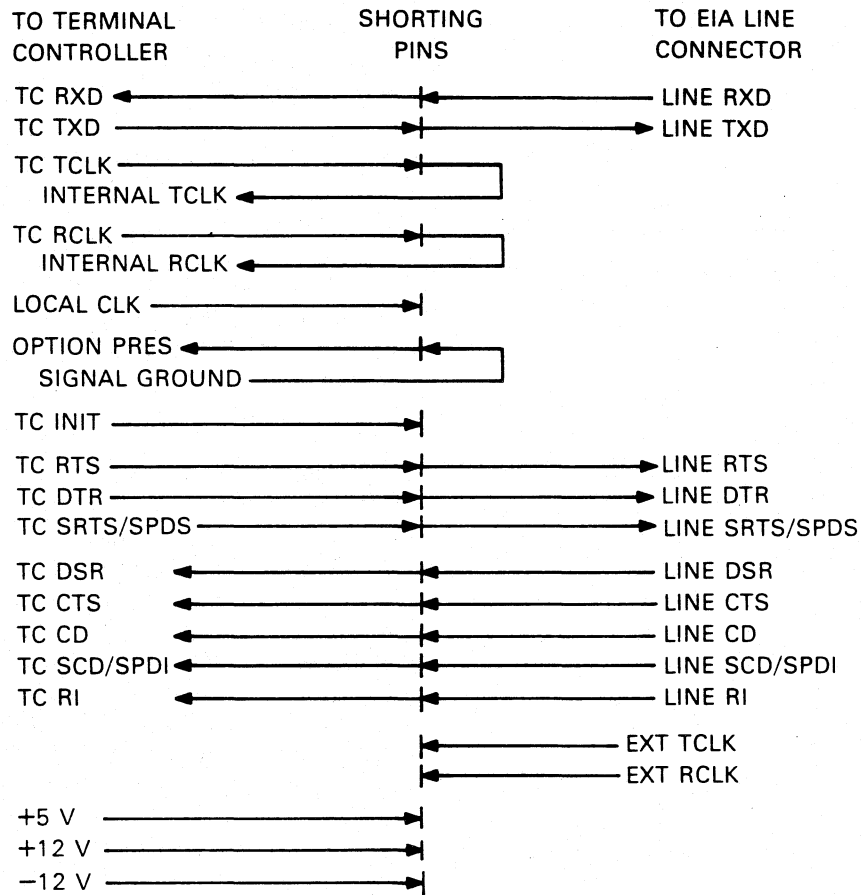 TO TERMINAL CONTROLLER
SHORTING PINS
TO EIA LINE CONNECTOR
TC RXD LINE RXD
TC TXD LINE TXD
TC TCLK
INTERNAL TCLK
TC RCLK
INTERNAL RCLK
LOCAL CLK
OPTION PRES
SIGNAL GROUND
TC INIT
TC RTS LINE RTS
TC DTR LINE DTR
TC SRTS/SPDS LINE SRTS/SPDS
TC DSR LINE DSR
TC CTS LINE CTS
TC CD LINE CD
TC SCD/SPDI LINE SCD/SPDI
TC RI LINE RI
EXT TCLK
EXT RCLK
+5 V
+12 V
−12 V